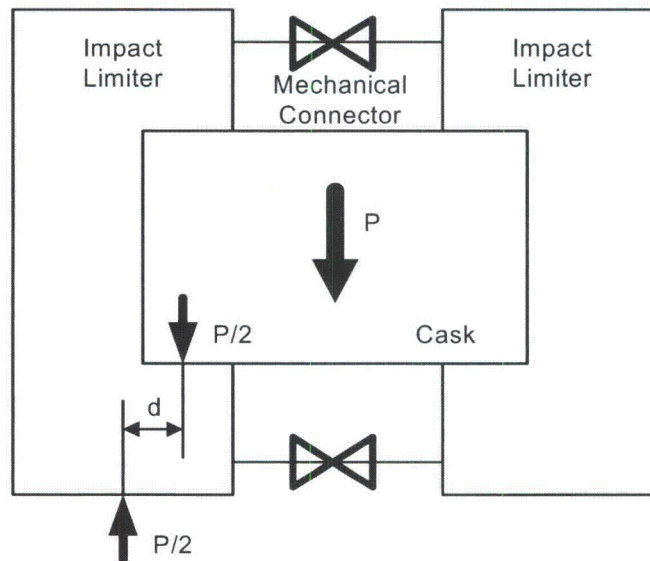 Impact
Limiter
Mechanical
Connector
Impact
Limiter
P
P/2
Cask
d
P/2